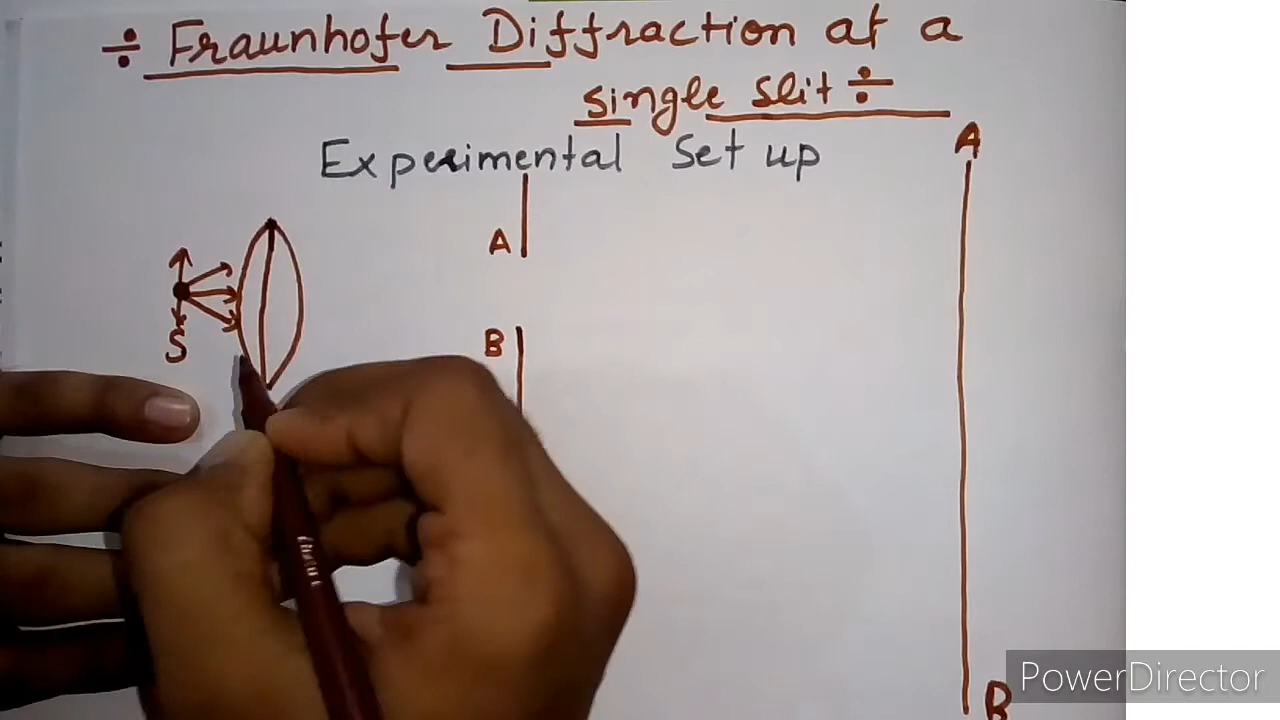 ÷ Fraunhofer Diffraction at a
single slit ÷
Experimental Set up
A
A
S
B
B
PowerDirector